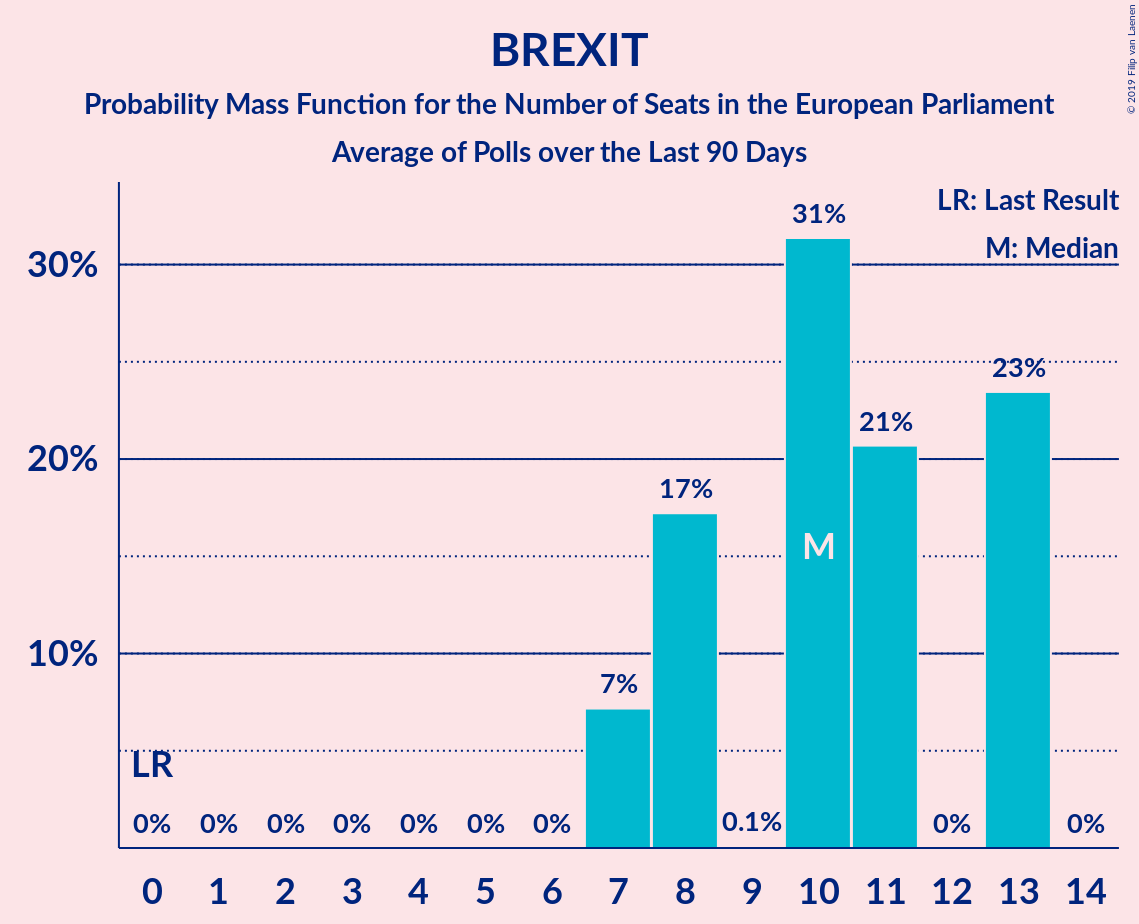 BREXIT
Probability Mass Function for the Number of Seats in the European Parliament
Average of Polls over the Last 90 Days
© 2019 Filip van Laenen
LR: Last Result
M: Median
30%
20%
10%
31%
23%
21%
17%
M
7%
LR
0% 0% 0% 0% 0% 0% 0% 0.1% 0% 0%
0 1 2 3 4 5 6 7 8 9 10 11 12 13 14